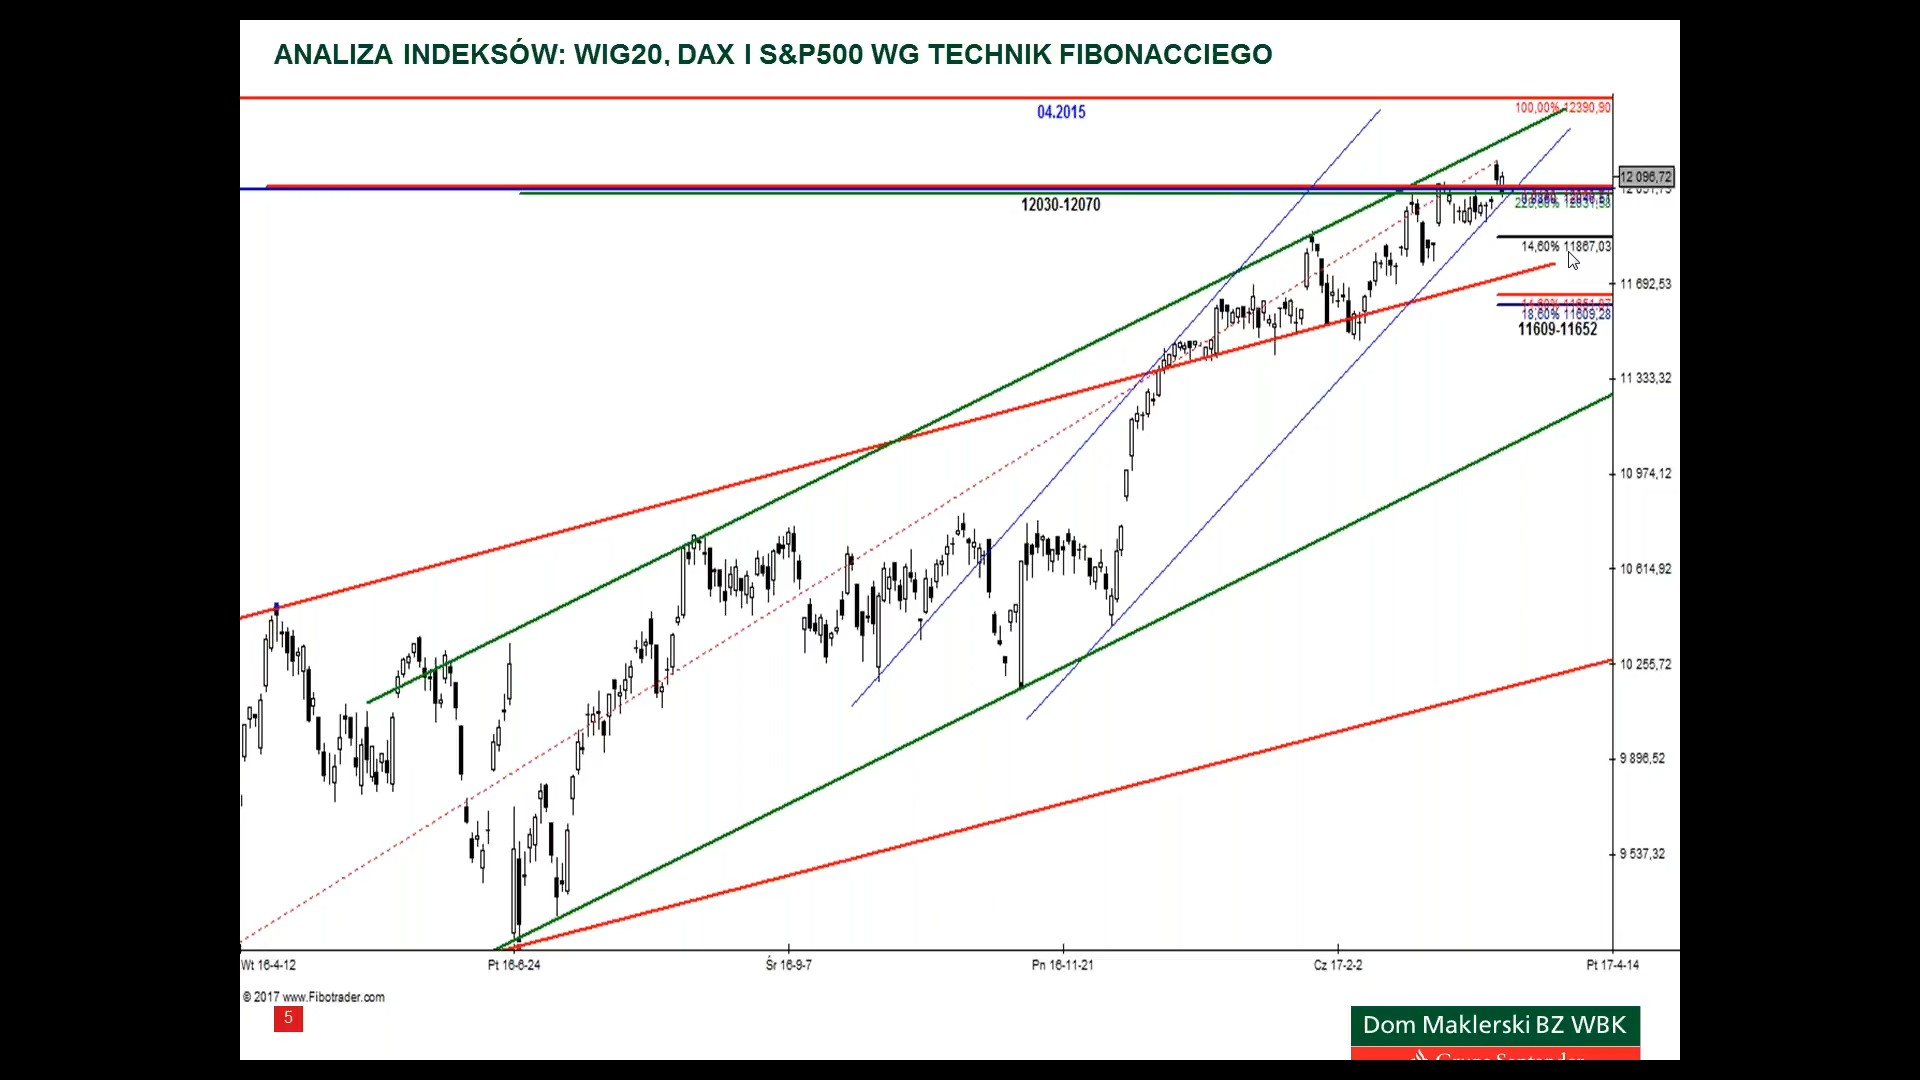 ANALIZA INDEKSÓW: WIG20, DAX I S&P500 WG TECHNIK FIBONACCIEGO
04.2015
100,00% 12390,90
12 096,72
12030-12070
14,60% 11867,03
11 692,53
18,60% 11609,28
11609-11652
11 333,32
10 974,12
10 614,92
10 255,72
9 896,52
9 537,32
Wt 16-4-12
Pt 16-6-24
Śr 16-9-7
Pn 16-11-21
Cz 17-2-2
Pt 17-4-14
© 2017 www.Fibotrader.com
5
Dom Maklerski BZ WBK
Grupa Santander